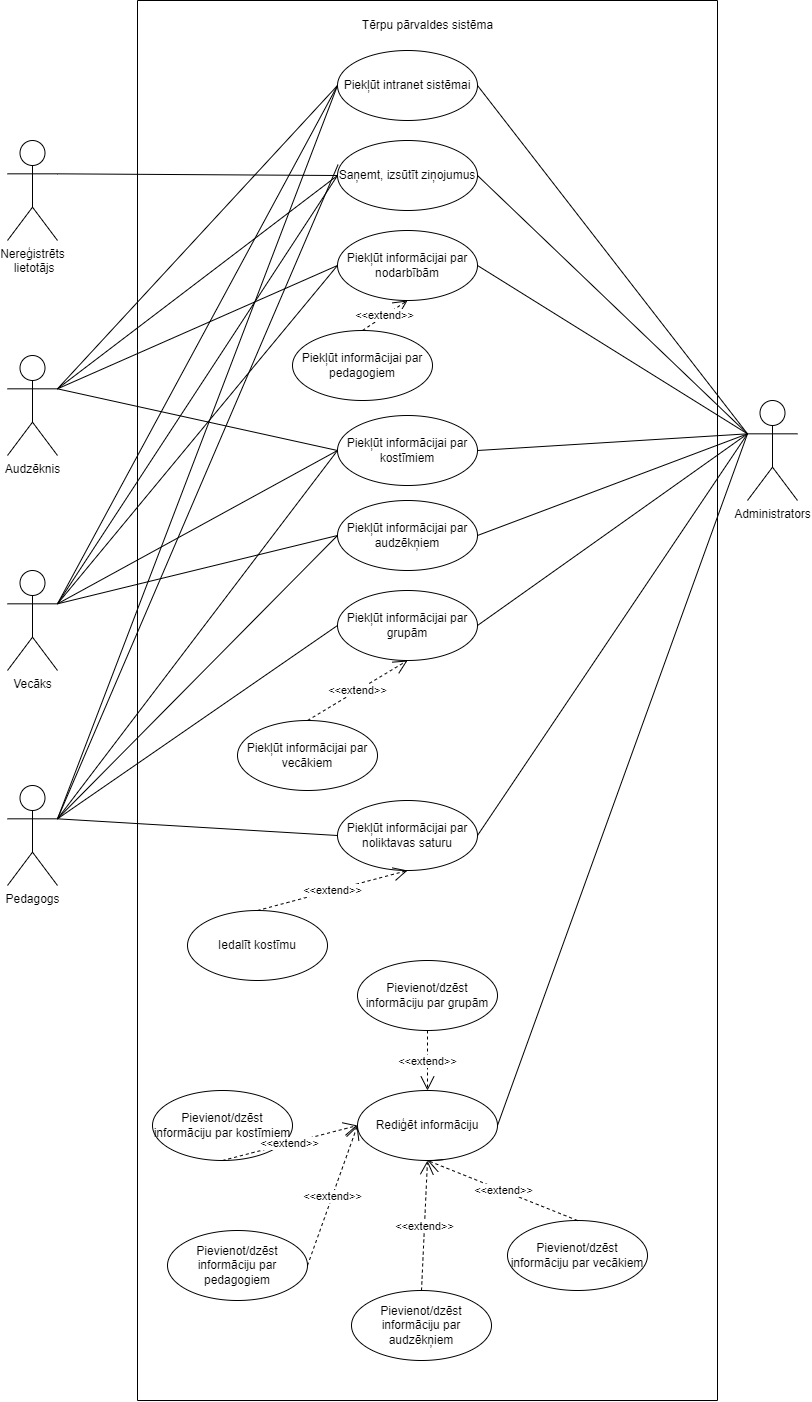 Tērpu pārvaldes sistēma
Piekļūt intranet sistēmai
Saņemt, izsūtīt ziņojumus
Nereģistrēts
lietotājs
Piekļūt informācijai par
nodarbībām
<<extend>>
Piekļūt informācijai par
pedagogiem
Audzēknis
Piekļūt informācijai par
kostīmiem
Administrators
Piekļūt informācijai par
audzēkņiem
Piekļūt informācijai par
grupām
Vecāks
<<extend>>
Piekļūt informācijai par
vecākiem
Piekļūt informācijai par
noliktavas saturu
Pedagogs
<<extend>>
Iedalīt kostīmu
Pievienot/dzēst
informāciju par grupām
<<extend>>
Pievienot/dzēst
informāciju par kostīmiem
<<extend>>
Rediģēt informāciju
<<extend>>
<<extend>>
<<extend>>
Pievienot/dzēst
informāciju par
pedagogiem
Pievienot/dzēst
informāciju par vecākiem
Pievienot/dzēst
informāciju par
audzēkņiem